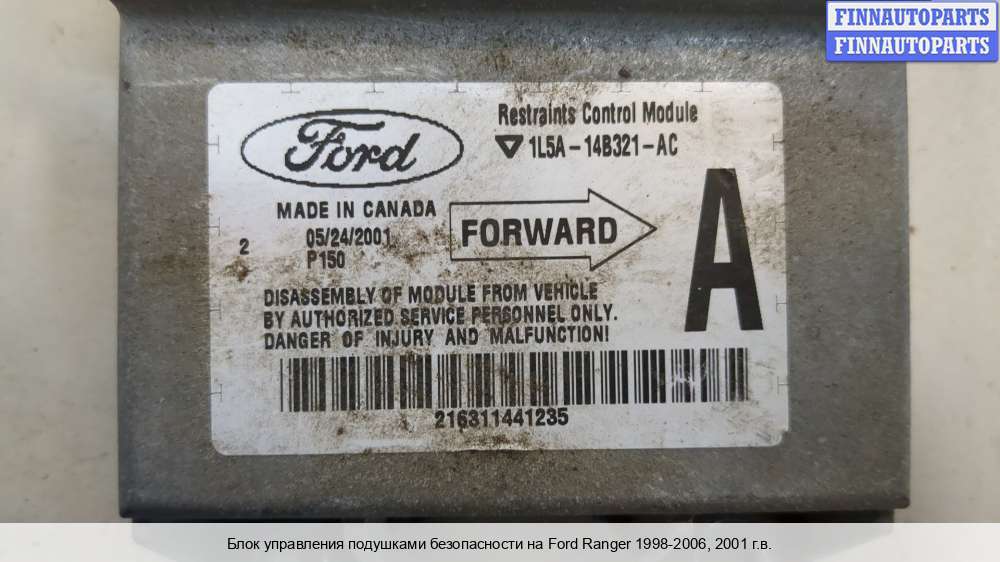 FINNAUTOPARTS
FINNAUTOPARTS
Restraints Control Module
1L5A-14B321-AC
Ford
MADE IN CANADA
05/24/2001
2
P150
FORWARD
A
DISASSEMBLY OF MODULE FROM VEHICLE
BY AUTHORIZED SERVICE PERSONNEL ONLY.
DANGER OF INJURY AND MALFUNCTION!
216311441235
Блок управления подушками безопасности на Ford Ranger 1998-2006, 2001 г.в.